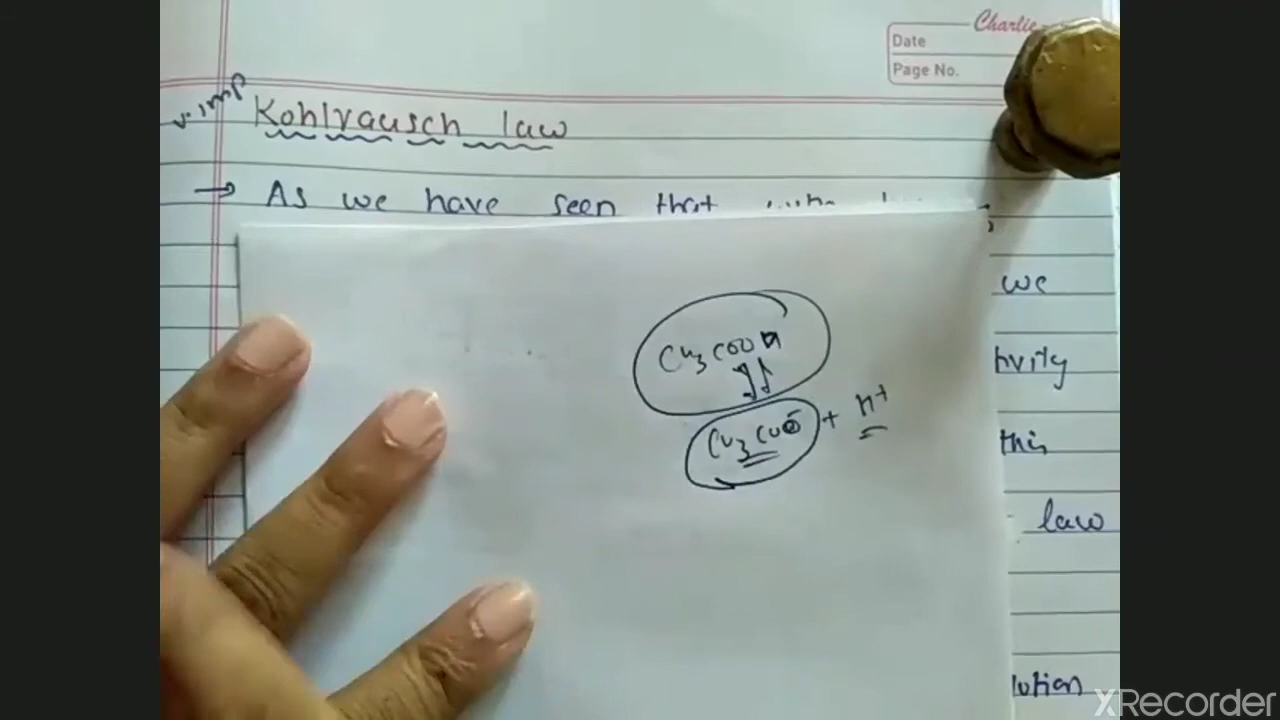 Charlie
Date
Page No.
v.imp
Kohlrausch law
→ As we have seen that
we
this
CH3COOH
⇌
CH3COO- + H+
law
lution
XRecorder